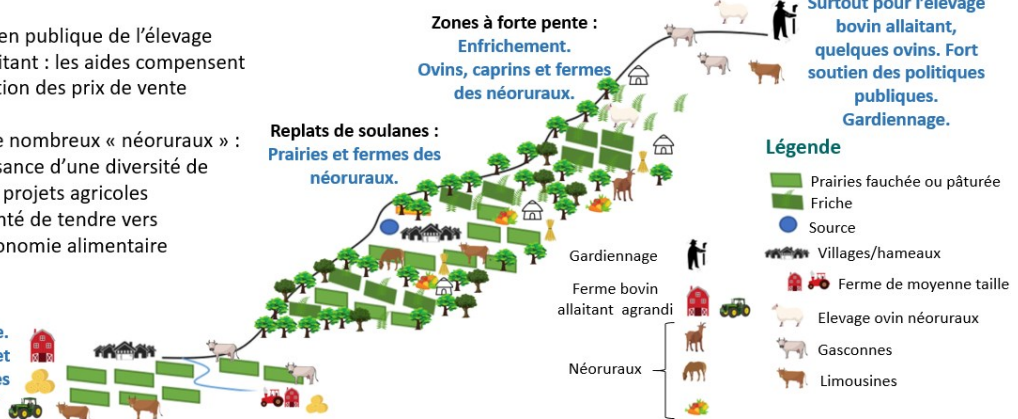 en publique de l'élevage
itant : les aides compensent
tion des prix de vente
e nombreux « néoruraux » :
sance d'une diversité de
projets agricoles
nté de tendre vers
onomie alimentaire
Zones à forte pente :
Enfrichement.
Ovins, caprins et fermes
des néoruraux.
Replats de soulanes :
Prairies et fermes des
néoruraux.
Surtout pour l'élevage
bovin allaitant,
quelques ovins. Fort
soutien des politiques
publiques.
Gardiennage.
Légende
Prairies fauchée ou pâturée
Friche
Source
Villages/hameaux
Ferme de moyenne taille
Elevage ovin néoruraux
Gasconnes
Limousines
Gardiennage
Ferme bovin
allaitant agrandi
Néoruraux
e.
et
es